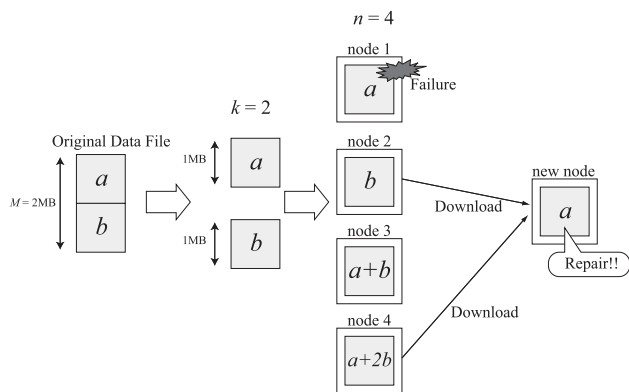 n = 4
node 1
a
Failure
k = 2
Original Data File
M = 2MB
a
b
1MB
a
1MB
b
node 2
b
Download
new node
a
Repair!!
node 3
a+b
node 4
a+2b
Download